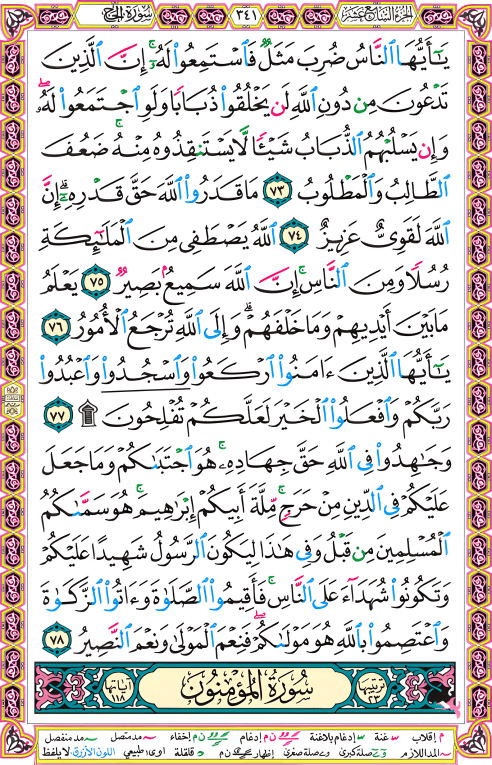 الجزء السابع عشر ٣٤١ سورة الحج
يَـٰٓأَيُّهَا ٱلنَّاسُ ضُرِبَ مَثَلٌ فَٱسْتَمِعُوا۟ لَهُۥٓ إِنَّ ٱلَّذِينَ
تَدْعُونَ مِن دُونِ ٱللَّهِ لَن يَخْلُقُوا۟ ذُبَابًا وَلَوِ ٱجْتَمَعُوا۟ لَهُۥ
وَإِن يَسْلُبْهُمُ ٱلذُّبَابُ شَيْـًٔا لَّا يَسْتَنقِذُوهُ مِنْهُ ضَعُفَ
ٱلطَّالِبُ وَٱلْمَطْلُوبُ ٧٣ مَا قَدَرُوا۟ ٱللَّهَ حَقَّ قَدْرِهِۦٓ إِنَّ
ٱللَّهَ لَقَوِىٌّ عَزِيزٌ ٧٤ ٱللَّهُ يَصْطَفِى مِنَ ٱلْمَلَـٰٓئِكَةِ
رُسُلًا وَمِنَ ٱلنَّاسِ إِنَّ ٱللَّهَ سَمِيعٌۢ بَصِيرٌ ٧٥ يَعْلَمُ
مَا بَيْنَ أَيْدِيهِمْ وَمَا خَلْفَهُمْ وَإِلَى ٱللَّهِ تُرْجَعُ ٱلْأُمُورُ ٧٦
يَـٰٓأَيُّهَا ٱلَّذِينَ ءَامَنُوا۟ ٱرْكَعُوا۟ وَٱسْجُدُوا۟ وَٱعْبُدُوا۟
رَبَّكُمْ وَٱفْعَلُوا۟ ٱلْخَيْرَ لَعَلَّكُمْ تُفْلِحُونَ ۩ ٧٧
وَجَـٰهِدُوا۟ فِى ٱللَّهِ حَقَّ جِهَادِهِۦ هُوَ ٱجْتَبَىٰكُمْ وَمَا جَعَلَ
عَلَيْكُمْ فِى ٱلدِّينِ مِنْ حَرَجٍ مِّلَّةَ أَبِيكُمْ إِبْرَٰهِيمَ هُوَ سَمَّىٰكُمُ
ٱلْمُسْلِمِينَ مِن قَبْلُ وَفِى هَـٰذَا لِيَكُونَ ٱلرَّسُولُ شَهِيدًا عَلَيْكُمْ
وَتَكُونُوا۟ شُهَدَآءَ عَلَى ٱلنَّاسِ فَأَقِيمُوا۟ ٱلصَّلَوٰةَ وَءَاتُوا۟ ٱلزَّكَوٰةَ
وَٱعْتَصِمُوا۟ بِٱللَّهِ هُوَ مَوْلَىٰكُمْ فَنِعْمَ ٱلْمَوْلَىٰ وَنِعْمَ ٱلنَّصِيرُ ٧٨
ترتيبها ٢٣ سُورَةُ المُؤْمِنُونَ آياتها ١١٨
م إقلاب غنة إدغام بلاغنة ن م إدغام ن م إخفاء مد متصل مد منفصل
المد اللازم صلة كبرى صلة صغرى إظهار ن م قلقلة اوى: طبيعي اللون الأزرق: لا يلفظ